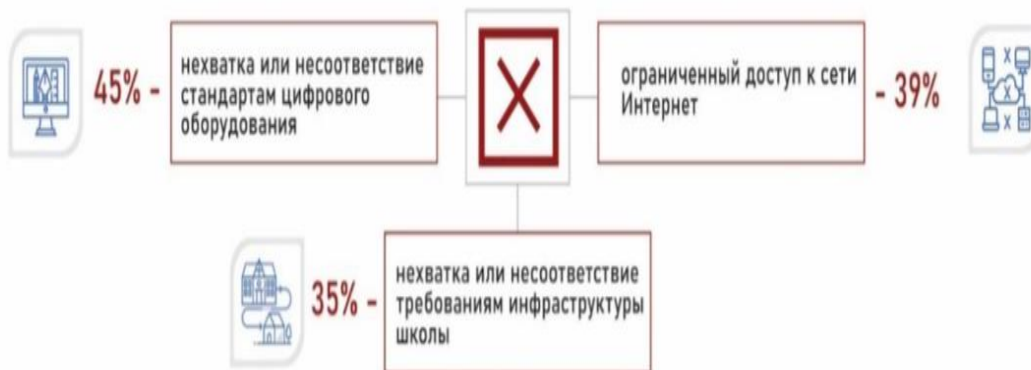 45% -
нехватка или несоответствие
стандартам цифрового
оборудования
ограниченный доступ к сети
Интернет
- 39%
35% -
нехватка или несоответствие
требованиям инфраструктуры
школы